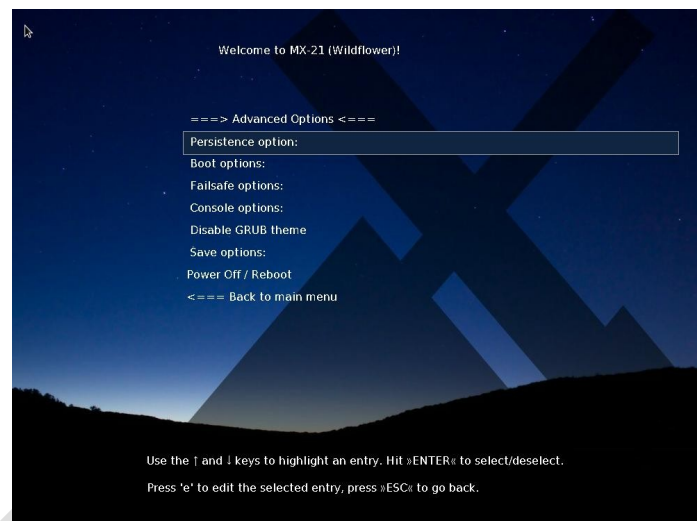 Welcome to MX-21 (Wildflower)!
===> Advanced Options <===
Persistence option:
Boot options:
Failsafe options:
Console options:
Disable GRUB theme
Save options:
Power Off / Reboot
<=== Back to main menu
Use the ↑ and ↓ keys to highlight an entry. Hit »ENTER« to select/deselect.
Press 'e' to edit the selected entry, press »ESC« to go back.